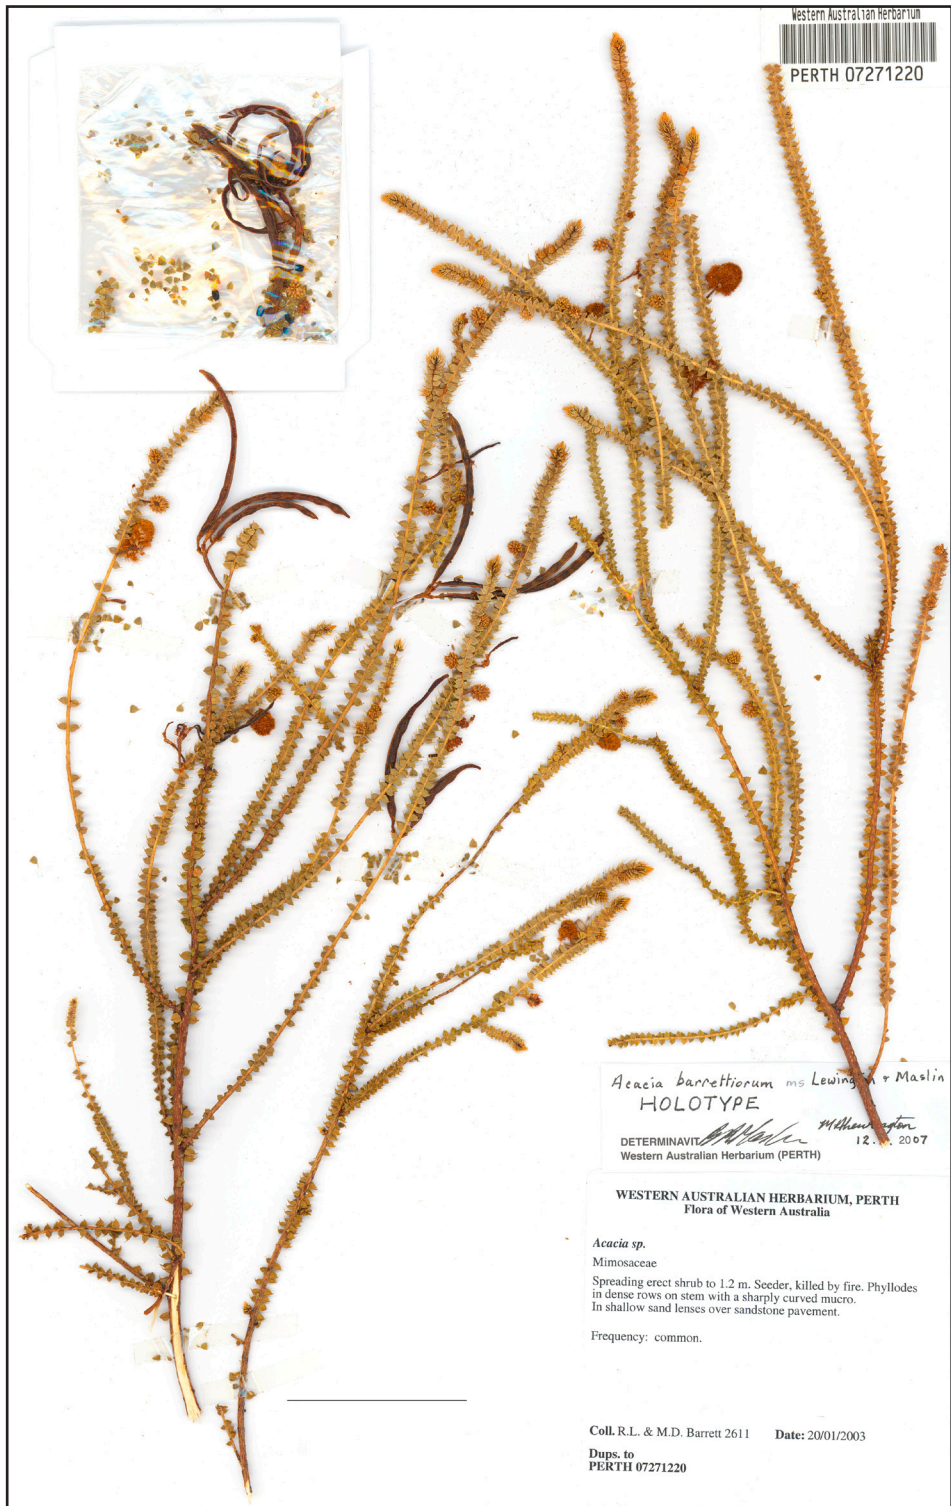 Western Australian Herbarium
PERTH 07271220
Acacia barrettiorum ms Lewington & Maslin
HOLOTYPE
DETERMINAVIT
12. 2007
Western Australian Herbarium (PERTH)
WESTERN AUSTRALIAN HERBARIUM, PERTH
Flora of Western Australia
Acacia sp.
Mimosaceae
Spreading erect shrub to 1.2 m. Seeder, killed by fire. Phyllodes
in dense rows on stem with a sharply curved mucro.
In shallow sand lenses over sandstone pavement.
Frequency: common.
Coll. R.L. & M.D. Barrett 2611 Date: 20/01/2003
Dups. to
PERTH 07271220